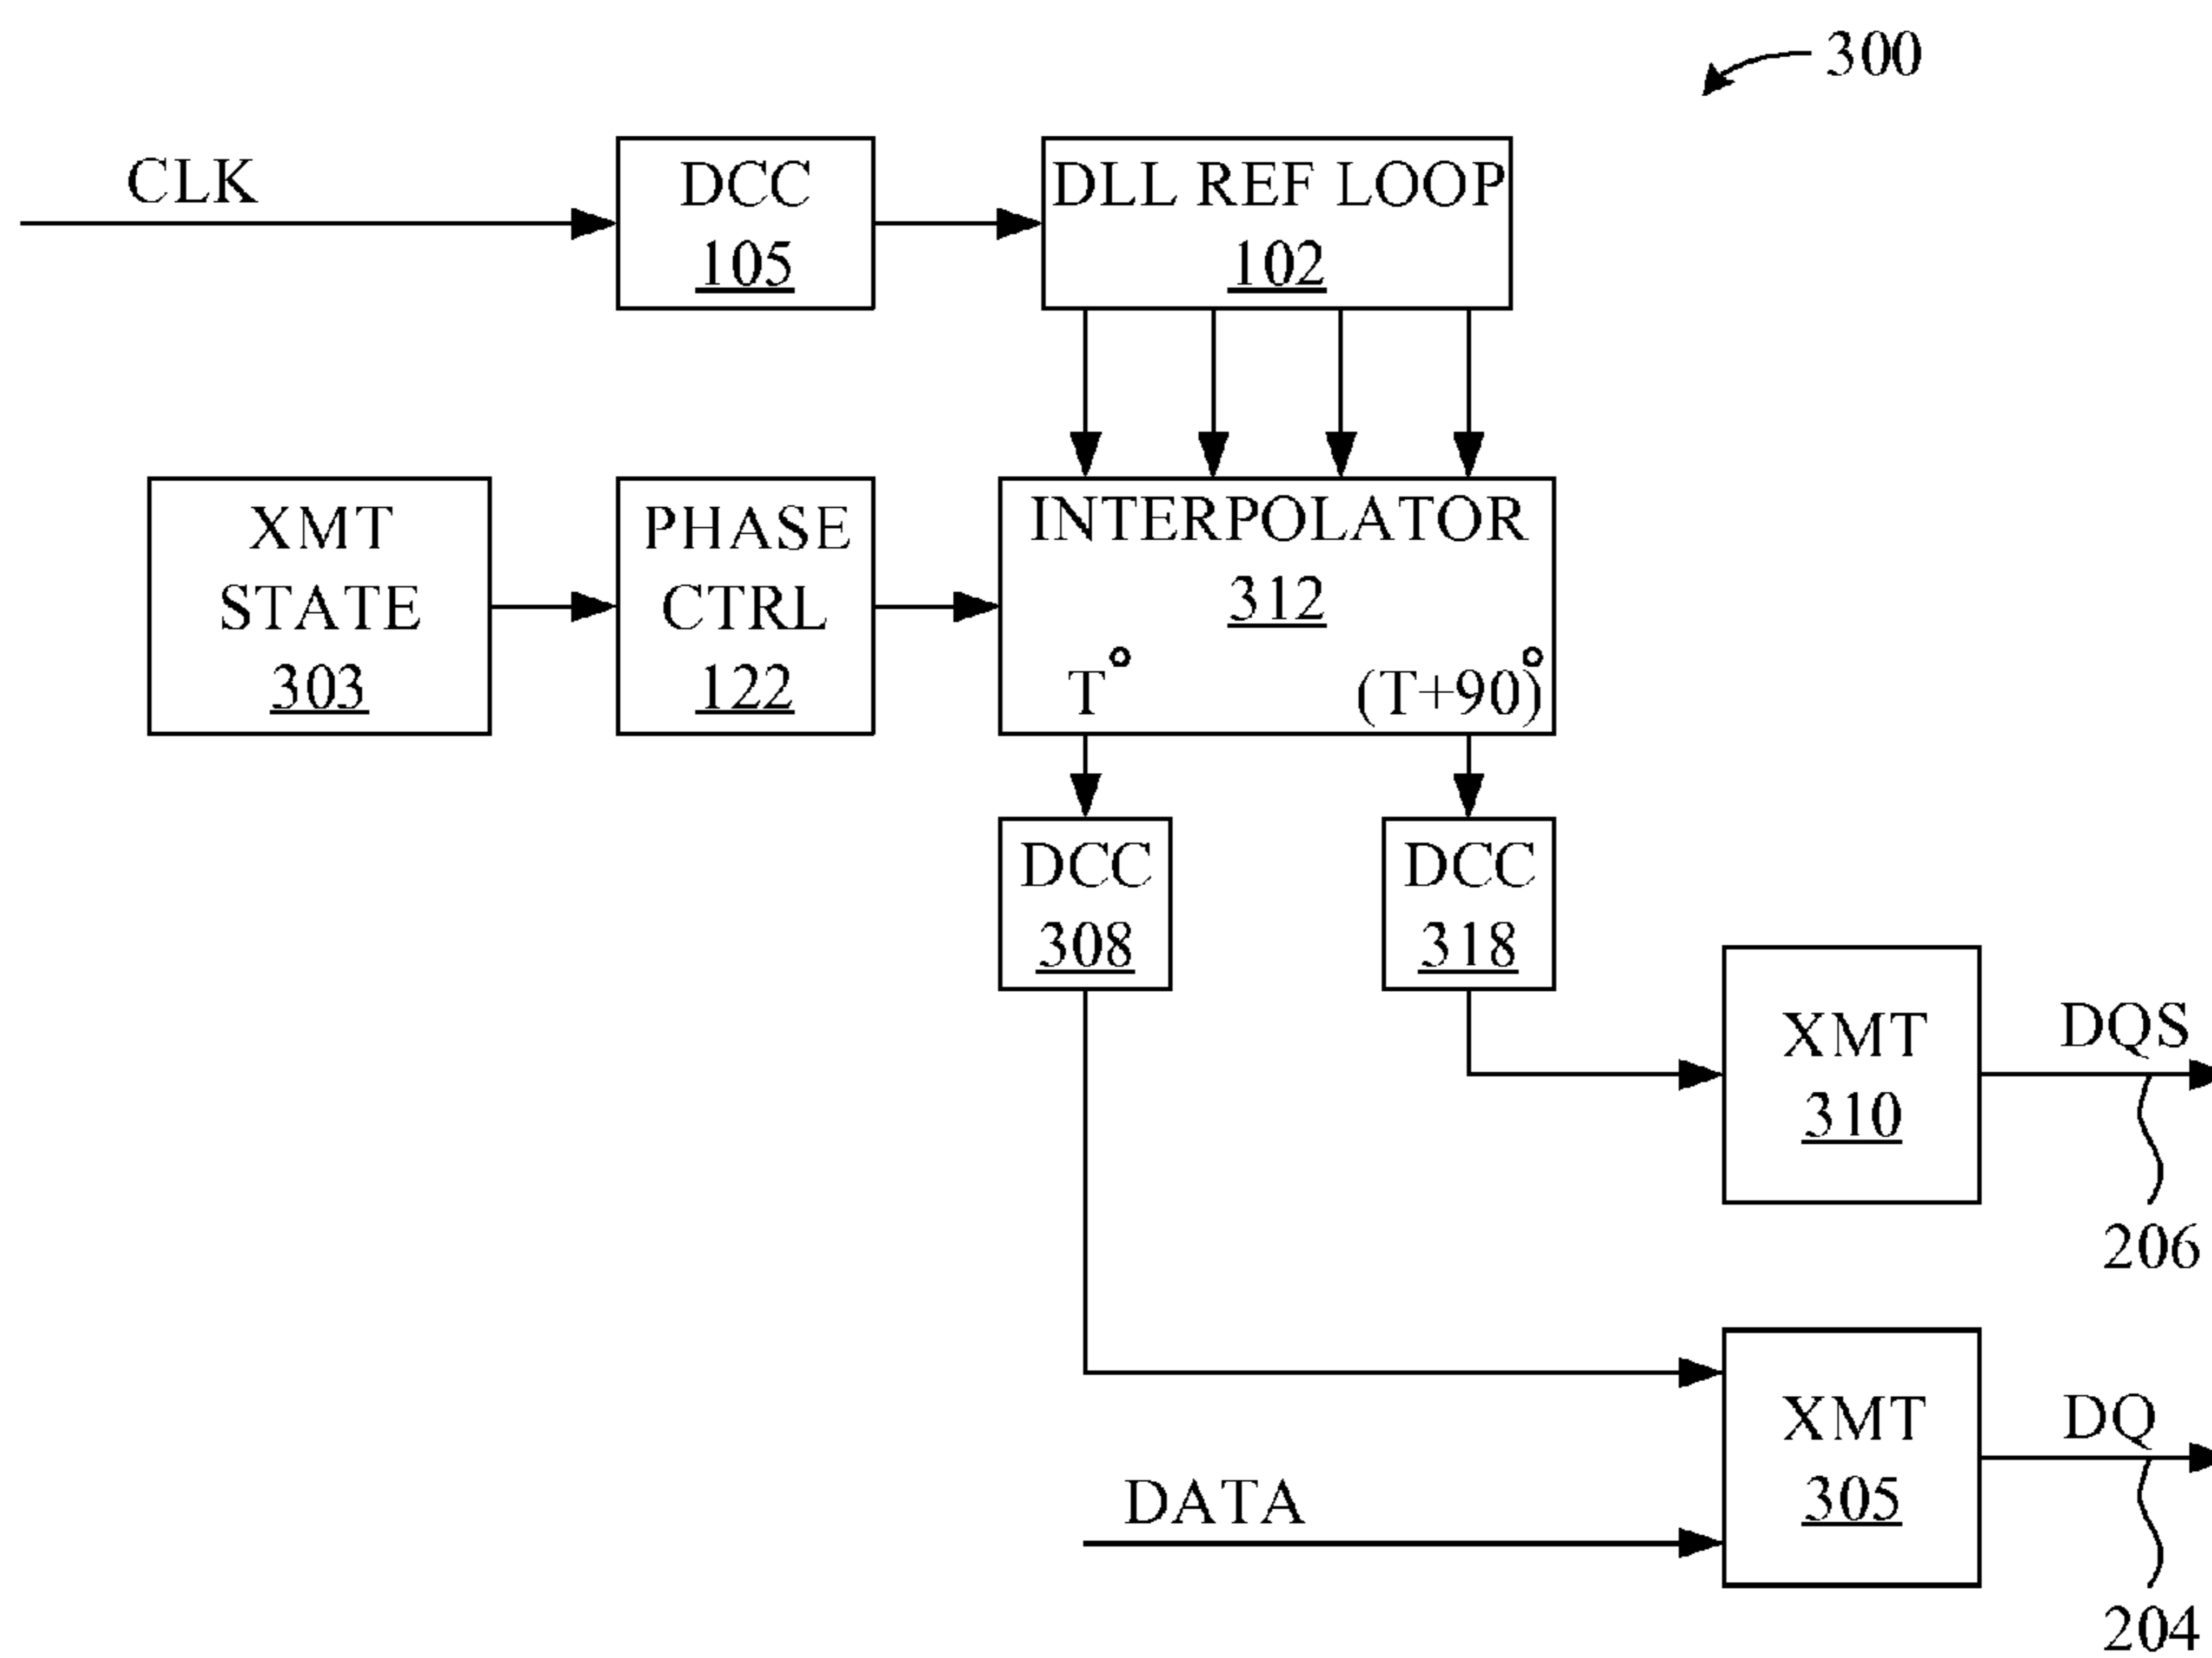 300
CLK
DCC
105
DLL REF LOOP
102
XMT
STATE
303
PHASE
CTRL
122
INTERPOLATOR
312
T°
(T+90)°
DCC
308
DCC
318
XMT
310
DQS
206
XMT
305
DQ
204
DATA